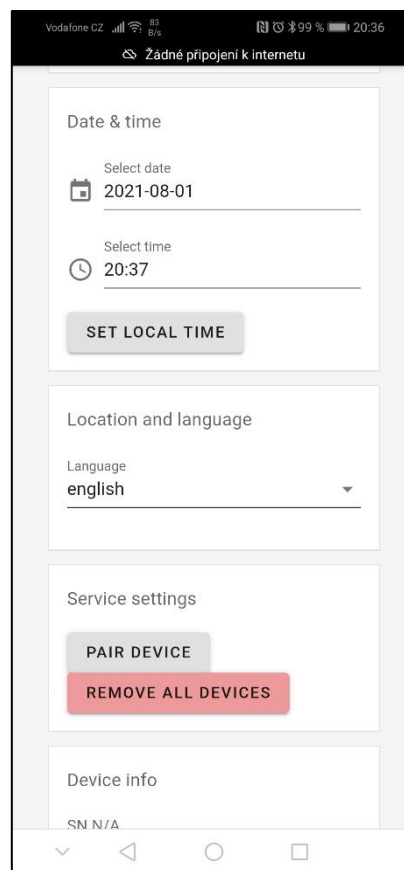 Vodafone CZ 83 B/s 99 % 20:36
Žádné připojení k internetu
Date & time
Select date
2021-08-01
Select time
20:37
SET LOCAL TIME
Location and language
Language
english
Service settings
PAIR DEVICE
REMOVE ALL DEVICES
Device info
SN N/A